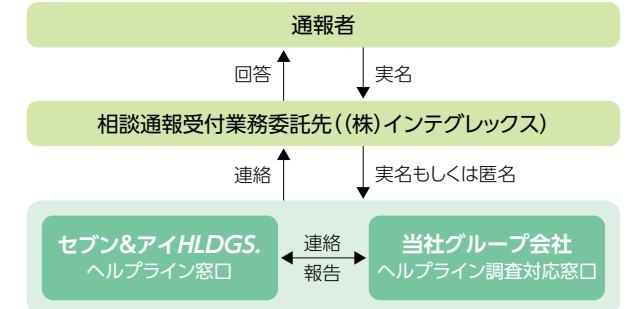 通報者
回答
実名
相談通報受付業務委託先((株)インテグレックス)
連絡
実名もしくは匿名
セブン&アイHLDGS.
ヘルプライン窓口
連絡
報告
当社グループ会社
ヘルプライン調査対応窓口